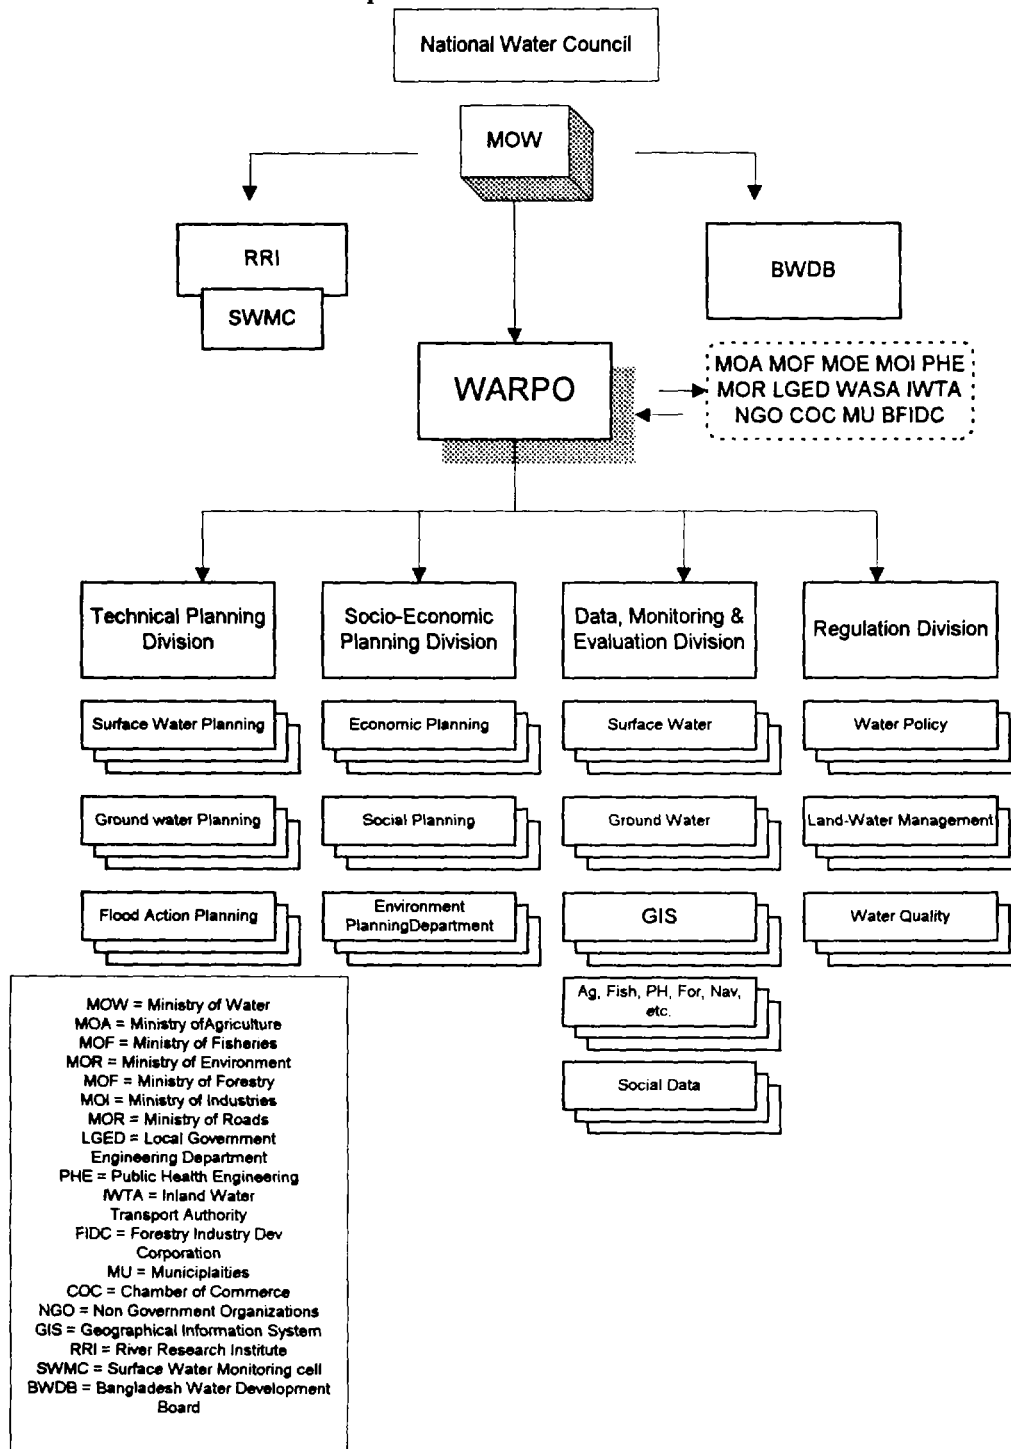 National Water Council
MOW
RRI
SWMC
BWDB
WARPO
MOA MOF MOE MOI PHE
MOR LGED WASA IWTA
NGO COC MU BFIDC
Technical Planning
Division
Socio-Economic
Planning Division
Data, Monitoring &
Evaluation Division
Regulation Division
Surface Water Planning
Economic Planning
Surface Water
Water Policy
Ground water Planning
Social Planning
Ground Water
Land-Water Management
Flood Action Planning
Environment
PlanningDepartment
GIS
Water Quality
Ag, Fish, PH, For, Nav,
etc.
Social Data
MOW = Ministry of Water
MOA = Ministry ofAgriculture
MOF = Ministry of Fisheries
MOR = Ministry of Environment
MOF = Ministry of Forestry
MOI = Ministry of Industries
MOR = Ministry of Roads
LGED = Local Government
Engineering Department
PHE = Public Health Engineering
IWTA = Inland Water
Transport Authority
FIDC = Forestry Industry Dev
Corporation
MU = Municiplaities
COC = Chamber of Commerce
NGO = Non Government Organizations
GIS = Geographical Information System
RRI = River Research Institute
SWMC = Surface Water Monitoring cell
BWDB = Bangladesh Water Development
Board